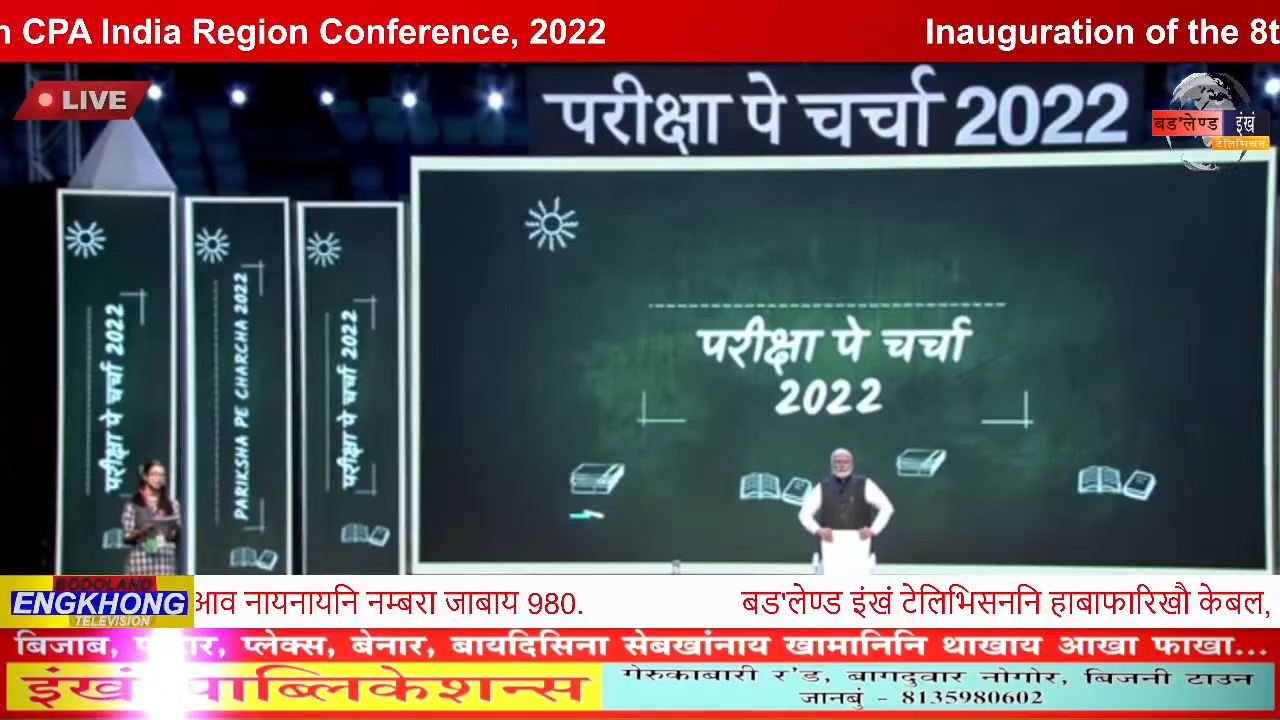 n CPA India Region Conference, 2022 Inauguration of the 8t
LIVE
परीक्षा पे चर्चा 2022
बड'लेण्ड इंखं
टेलिभिचन
परीक्षा पे चर्चा 2022
PARIKSHA PE CHARCHA 2022
परीक्षा पे चर्चा 2022
परीक्षा पे चर्चा
2022
BODOLAND
ENGKHONG
TELEVISION
आव नायनायनि नम्बरा जाबाय 980. बड'लेण्ड इंखं टेलिभिसननि हाबाफारिखौ केबल,
बिजाब, प्लेक्स, बेनार, बायदिसिना सेबखांनाय खामानिनि थाखाय आखा फाखा...
इंखं पाब्लिकेशन्स
गेरुकाबारी र'ड, बागदुवार नोगोर, बिजनी टाउन
जानबुं - 8135980602